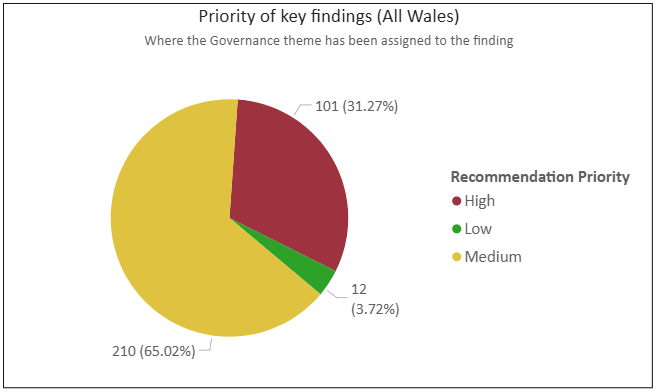 Priority of key findings (All Wales)
Where the Governance theme has been assigned to the finding
101 (31.27%)
Recommendation Priority
High
Low
Medium
12
(3.72%)
210 (65.02%)